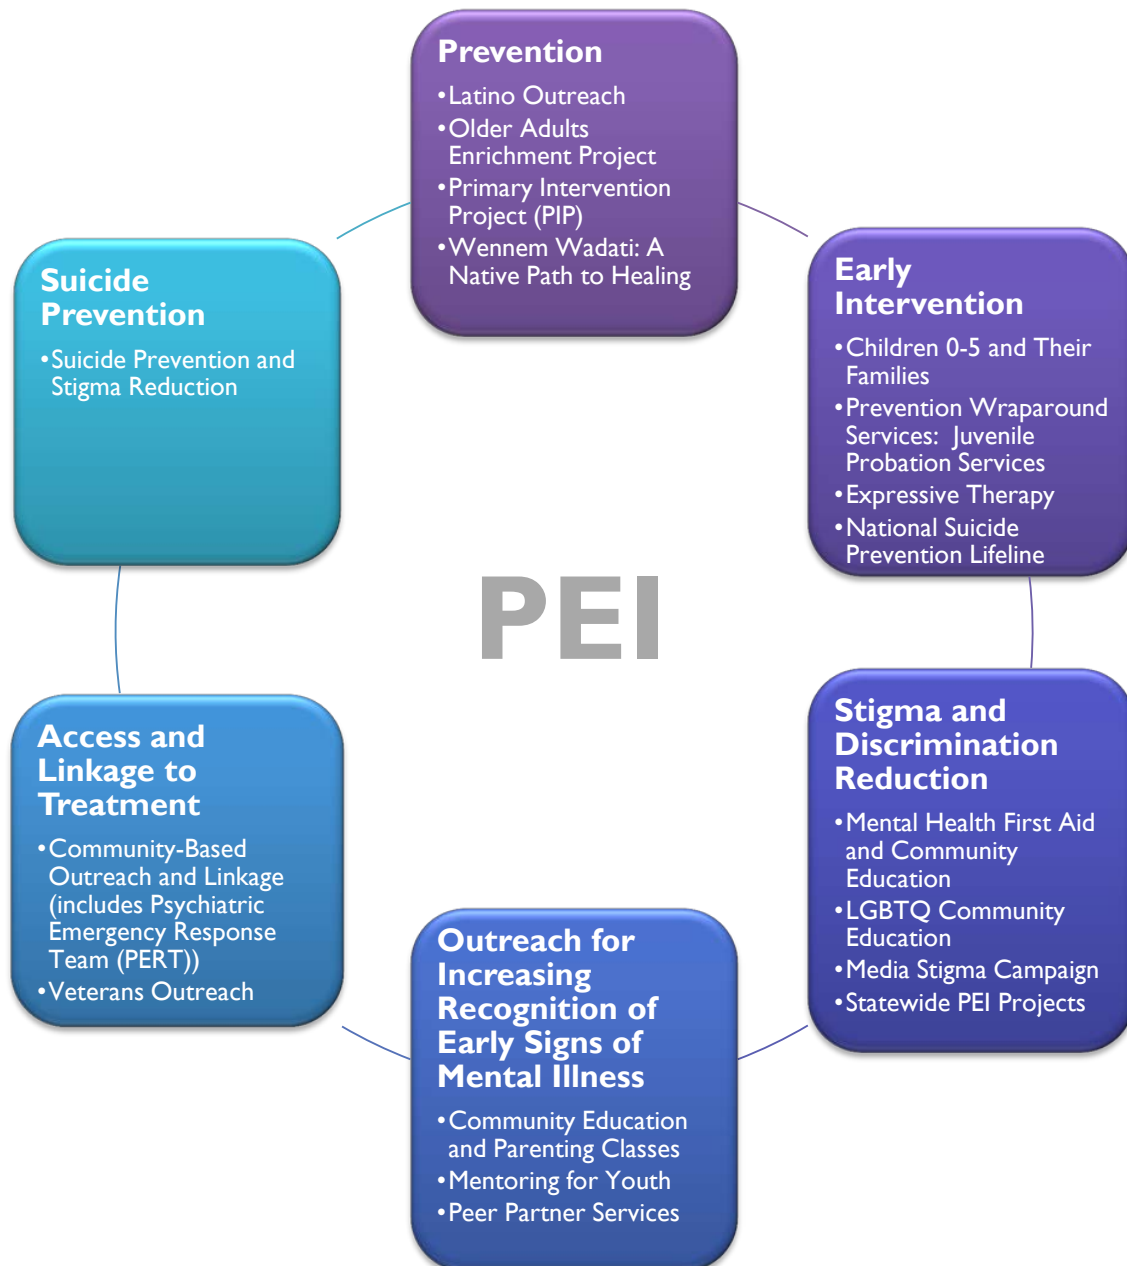 Prevention
•Latino Outreach
•Older Adults
Enrichment Project
•Primary Intervention
Project (PIP)
•Wennem Wadati: A
Native Path to Healing
Early
Intervention
•Children 0-5 and Their
Families
•Prevention Wraparound
Services: Juvenile
Probation Services
•Expressive Therapy
•National Suicide
Prevention Lifeline
Stigma and
Discrimination
Reduction
•Mental Health First Aid
and Community
Education
•LGBTQ Community
Education
•Media Stigma Campaign
•Statewide PEI Projects
Outreach for
Increasing
Recognition of
Early Signs of
Mental Illness
•Community Education
and Parenting Classes
•Mentoring for Youth
•Peer Partner Services
Access and
Linkage to
Treatment
•Community-Based
Outreach and Linkage
(includes Psychiatric
Emergency Response
Team (PERT))
•Veterans Outreach
Suicide
Prevention
•Suicide Prevention and
Stigma Reduction
PEI